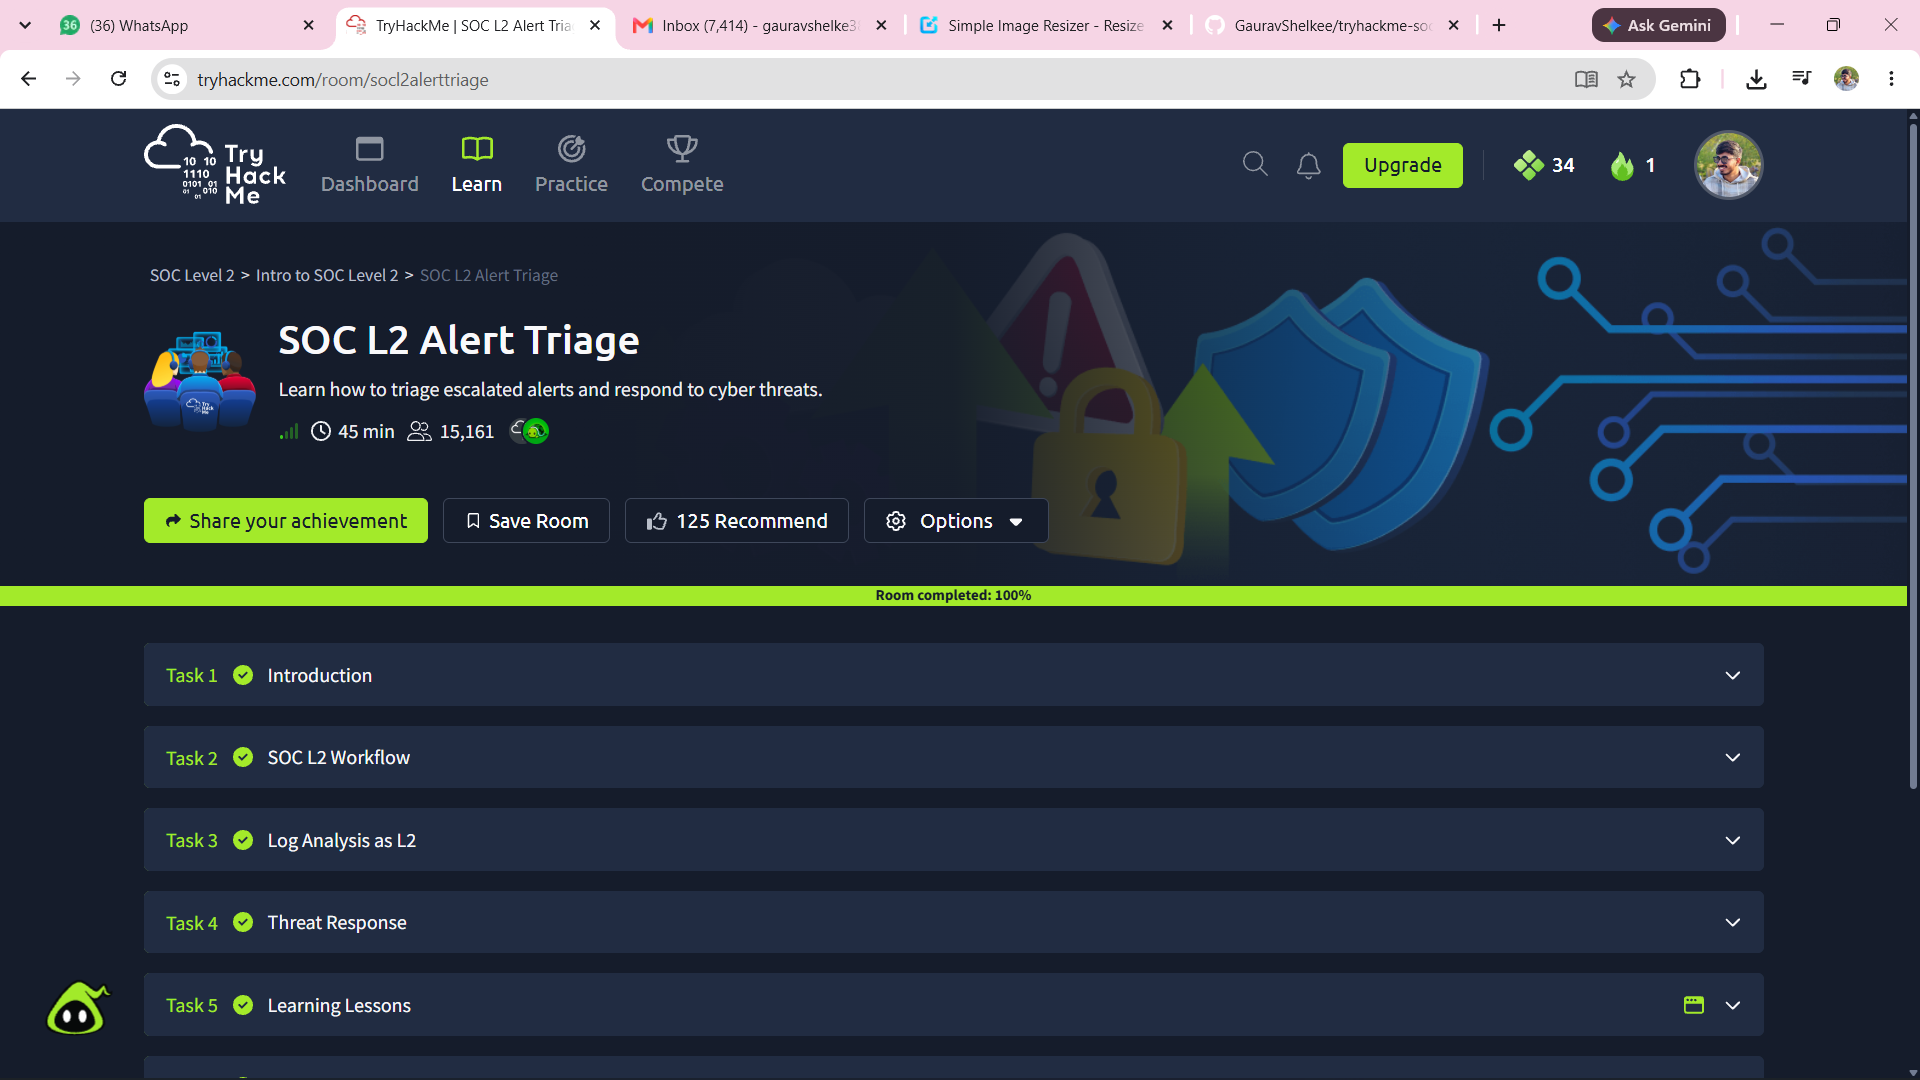 36 (36) WhatsApp
TryHackMe | SOC L2 Alert Tria
Inbox (7,414) - gauravshelke3
Simple Image Resizer - Resize
GauravShelkee/tryhackme-soc
Ask Gemini
tryhackme.com/room/socl2alerttriage
Try Hack Me
Dashboard
Learn
Practice
Compete
Upgrade
34
1
SOC Level 2 > Intro to SOC Level 2 > SOC L2 Alert Triage
SOC L2 Alert Triage
Learn how to triage escalated alerts and respond to cyber threats.
45 min 15,161
Share your achievement
Save Room
125 Recommend
Options
Room completed: 100%
Task 1 Introduction
Task 2 SOC L2 Workflow
Task 3 Log Analysis as L2
Task 4 Threat Response
Task 5 Learning Lessons